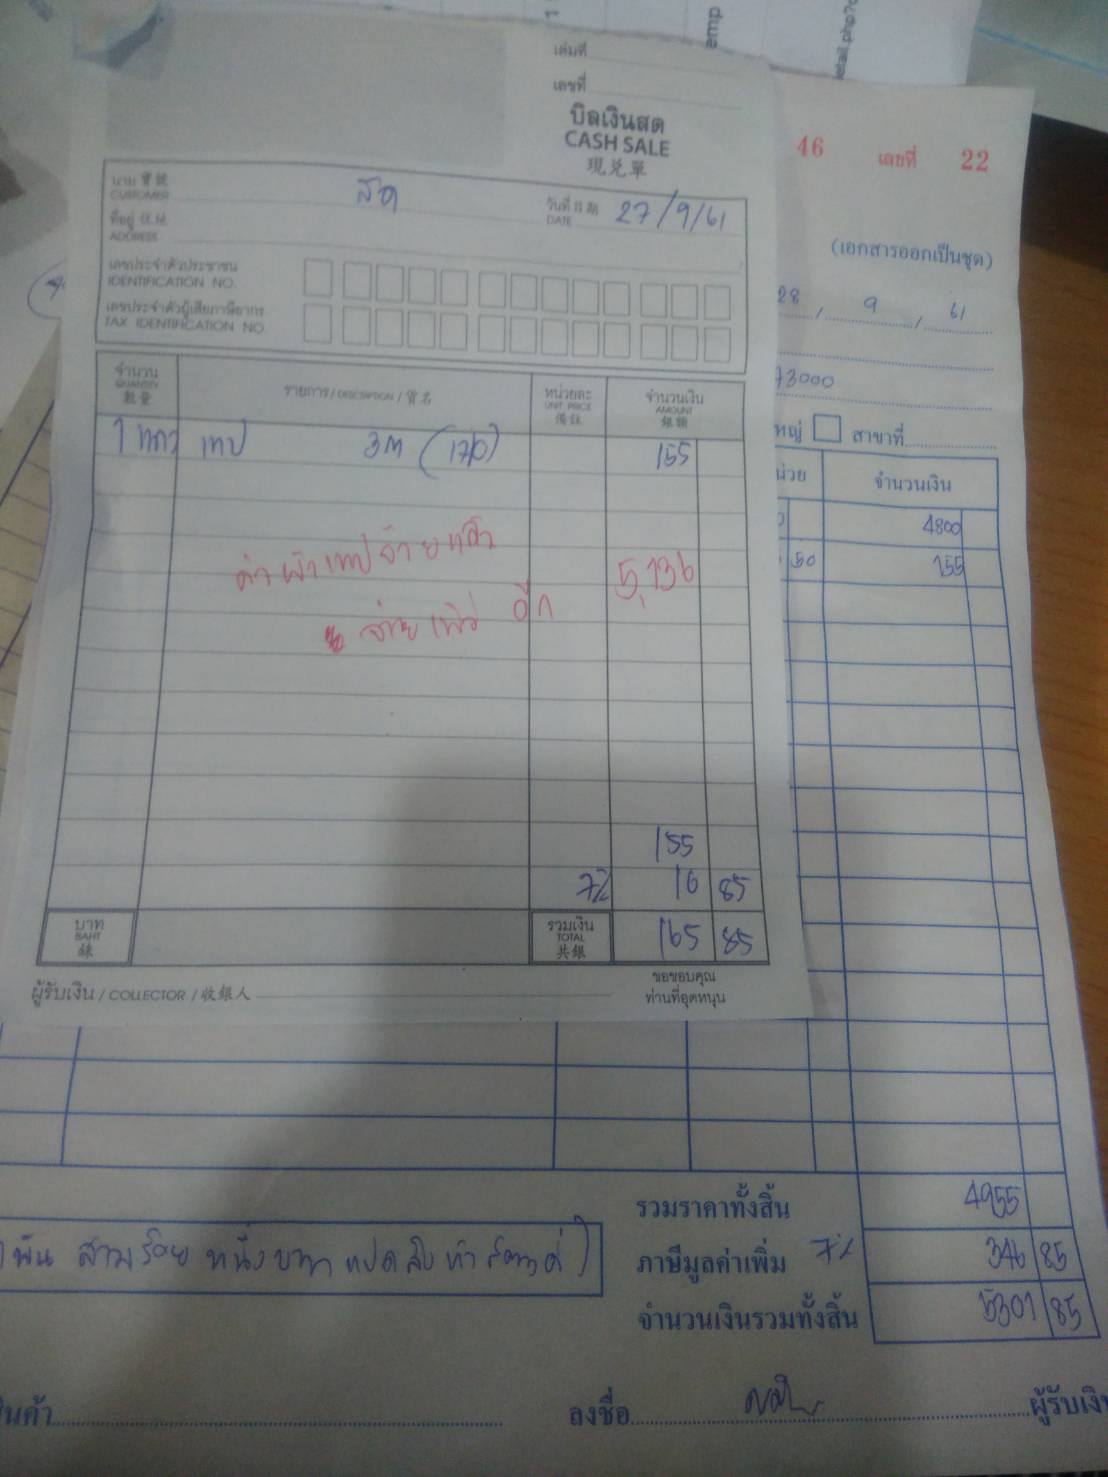 เล่มที่
เลขที่
บิลเงินสด
CASH SALE
現兑單
นาม 寶號
CUSTOMER
สด
วันที่ 日期
DATE
27/9/61
ที่อยู่ 住址
ADDRESS
เลขประจำตัวประชาชน
IDENTIFICATION NO.
เลขประจำตัวผู้เสียภาษีอากร
TAX IDENTIFICATION NO.
จำนวน
QUANTITY
數量
รายการ / DESCRIPTION / 貨名
หน่วยละ
UNIT PRICE
備註
จำนวนเงิน
AMOUNT
銀額
1 เทป 3M 155
ค่าผ้าเทปจ่ายแล้ว 5,136
จ่ายเพิ่ม อีก
155
7% 10 85
บาท
BAHT
銖
รวมเงิน
TOTAL
共銀
165 85
ผู้รับเงิน / COLLECTOR / 收銀人
ขอขอบคุณ
ท่านที่อุดหนุน
46 เลขที่ 22
(เอกสารออกเป็นชุด)
28 / 9 / 61
73000
สาขาที่
จำนวนเงิน
4800
50 155
รวมราคาทั้งสิ้น 4955
ภาษีมูลค่าเพิ่ม 7% 346 85
จำนวนเงินรวมทั้งสิ้น 5301 85
พัน สามร้อย หนึ่งบาท แปดสิบห้าสตางค์)
ลงชื่อ
ผู้รับเงิน
amp
etail.php?